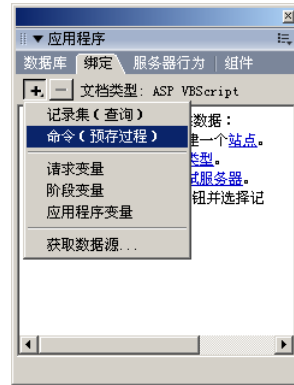 ▼应用程序
数据库 绑定 服务器行为 组件
+ - 文档类型: ASP VBScript
记录集(查询)
数据：
命令(预存过程)
建一个站点。
类型。
请求变量
试服务器。
阶段变量
钮并选择记
应用程序变量
获取数据源...